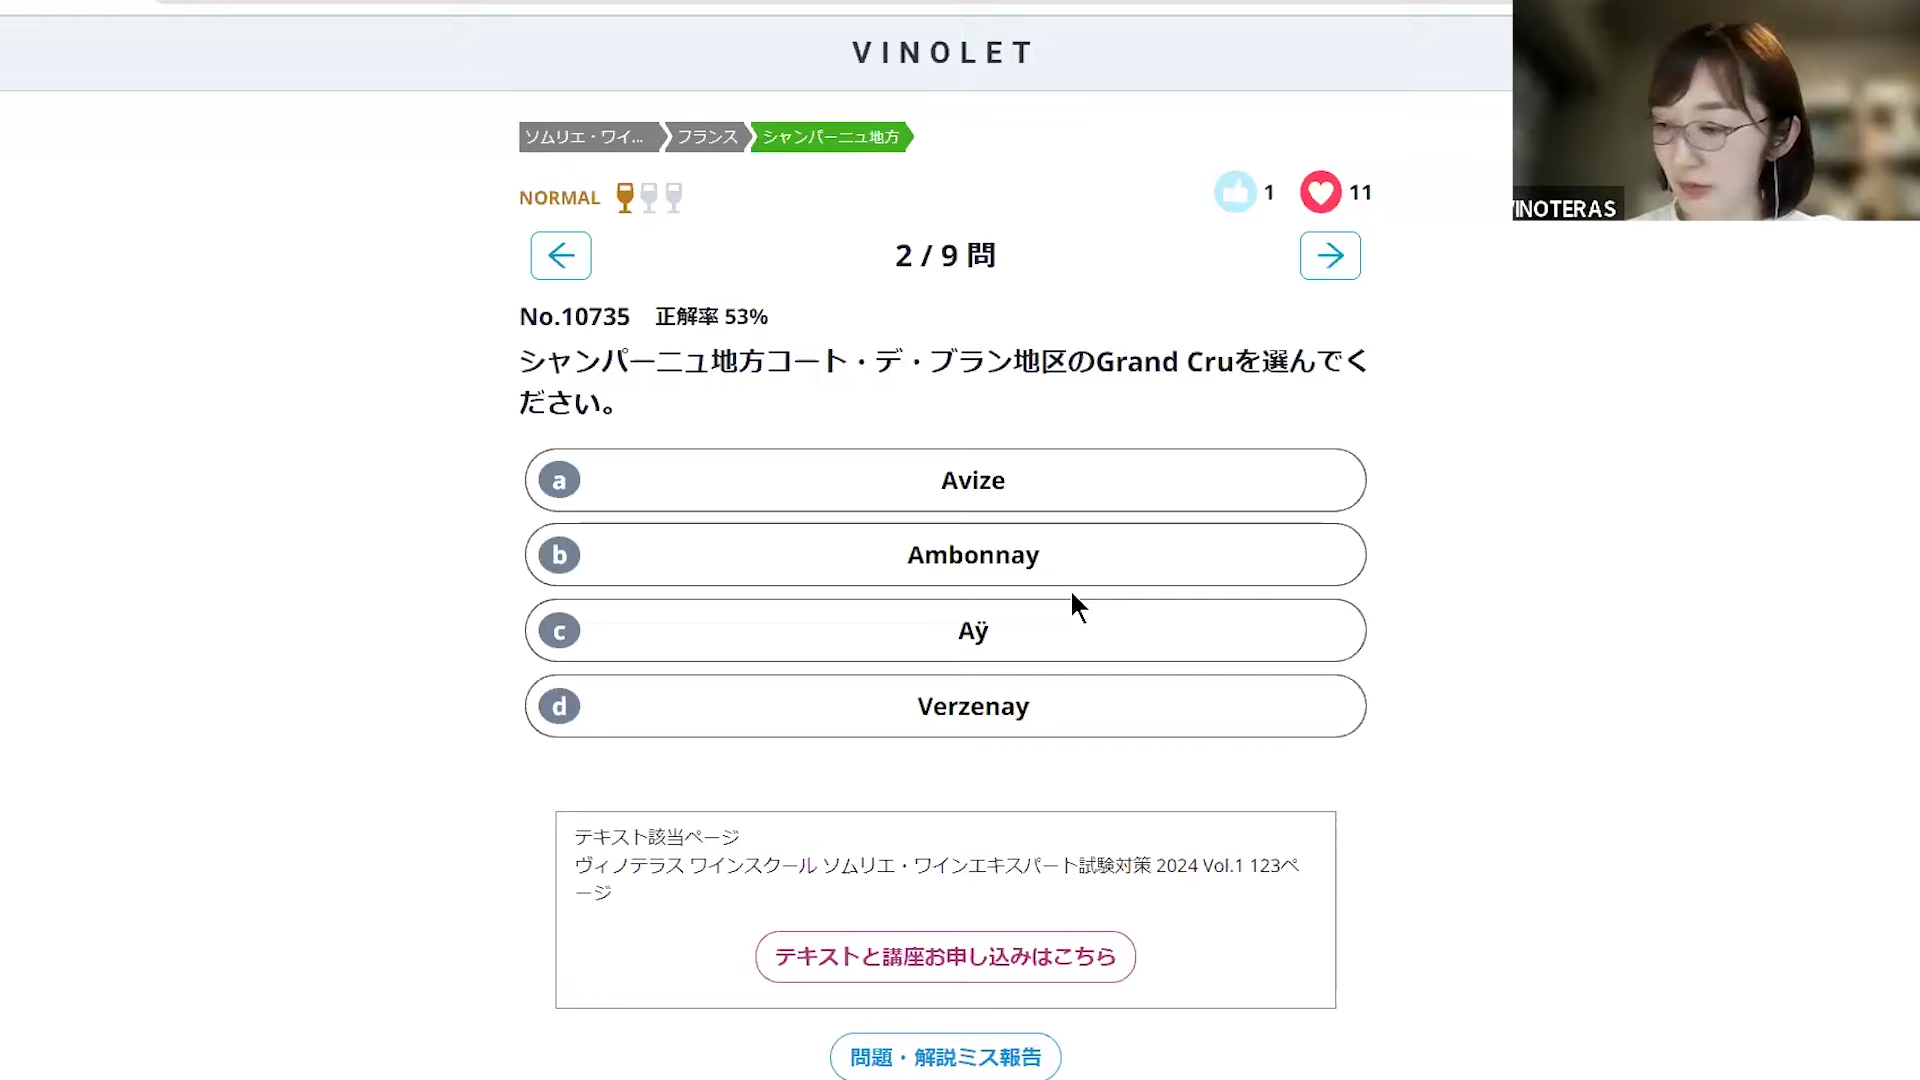 VINOLET
ソムリエ・ワイ...
フランス
シャンパーニュ地方
NORMAL
1
11
2 / 9 問
No.10735 正解率 53%
シャンパーニュ地方コート・デ・ブラン地区のGrand Cruを選んでく
ださい。
a Avize
b Ambonnay
c Aÿ
d Verzenay
テキスト該当ページ
ヴィノテラス ワインスクール ソムリエ・ワインエキスパート試験対策 2024 Vol.1 123ペ
ージ
テキストと講座お申し込みはこちら
問題・解説ミス報告
VINOTERAS